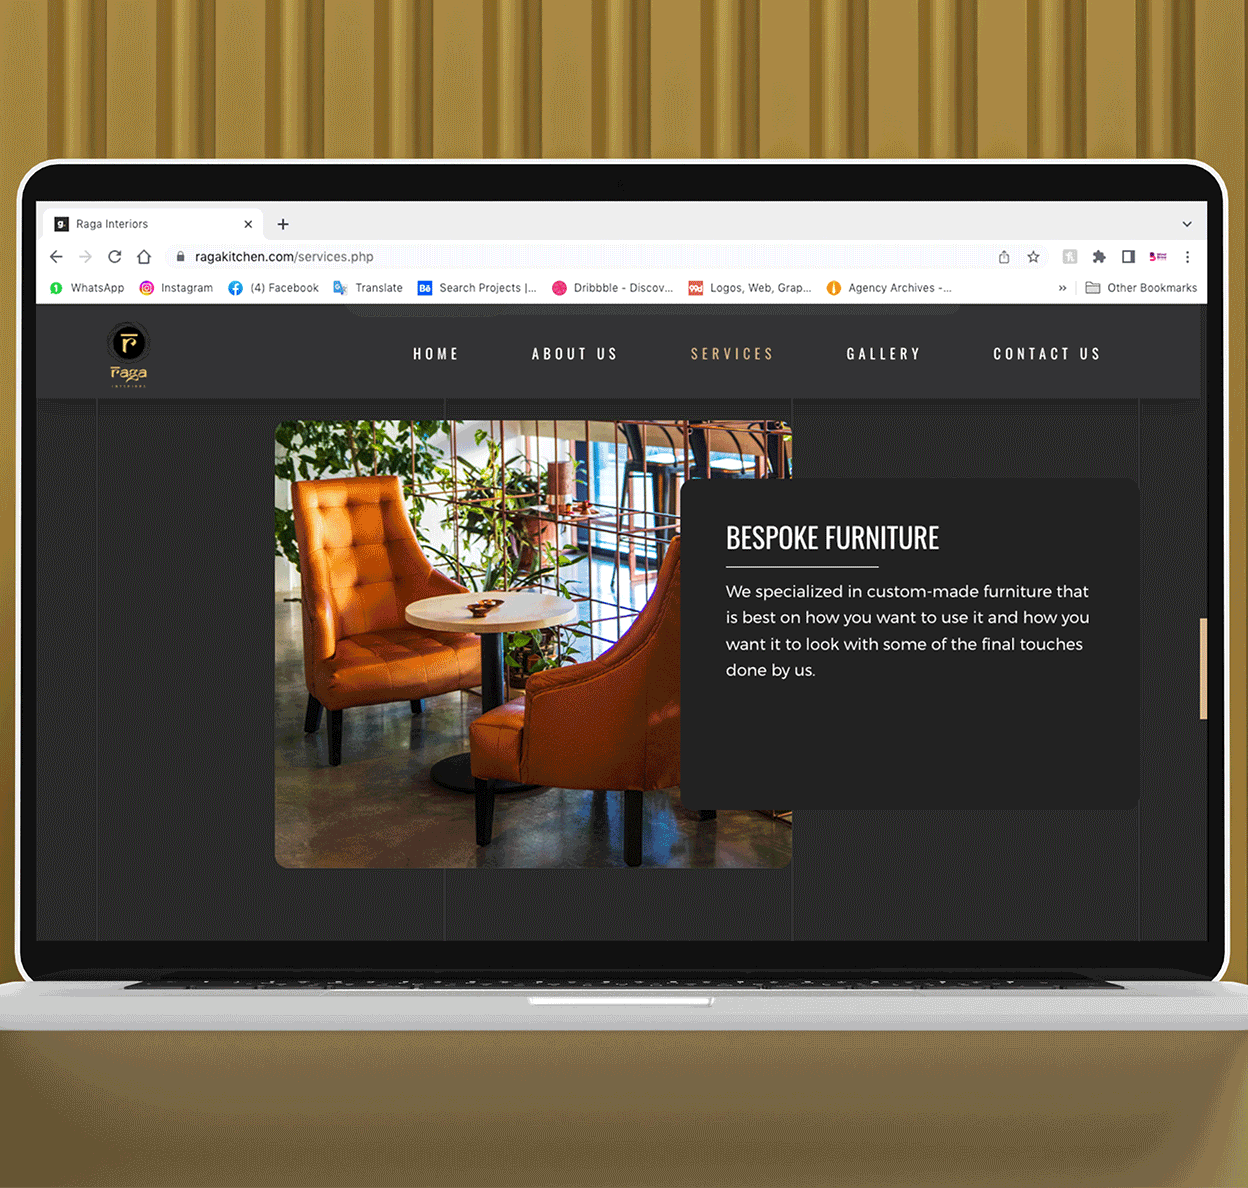 g.
Raga Interiors
ragakitchen.com/services.php
WhatsApp
Instagram
(4) Facebook
Translate
Bē
Search Projects |...
Dribbble - Discov...
99d
Logos, Web, Grap...
Agency Archives -...
»
Other Bookmarks
raga
INTERIORS
HOME
ABOUT US
SERVICES
GALLERY
CONTACT US
BESPOKE FURNITURE
We specialized in custom-made furniture that
is best on how you want to use it and how you
want it to look with some of the final touches
done by us.